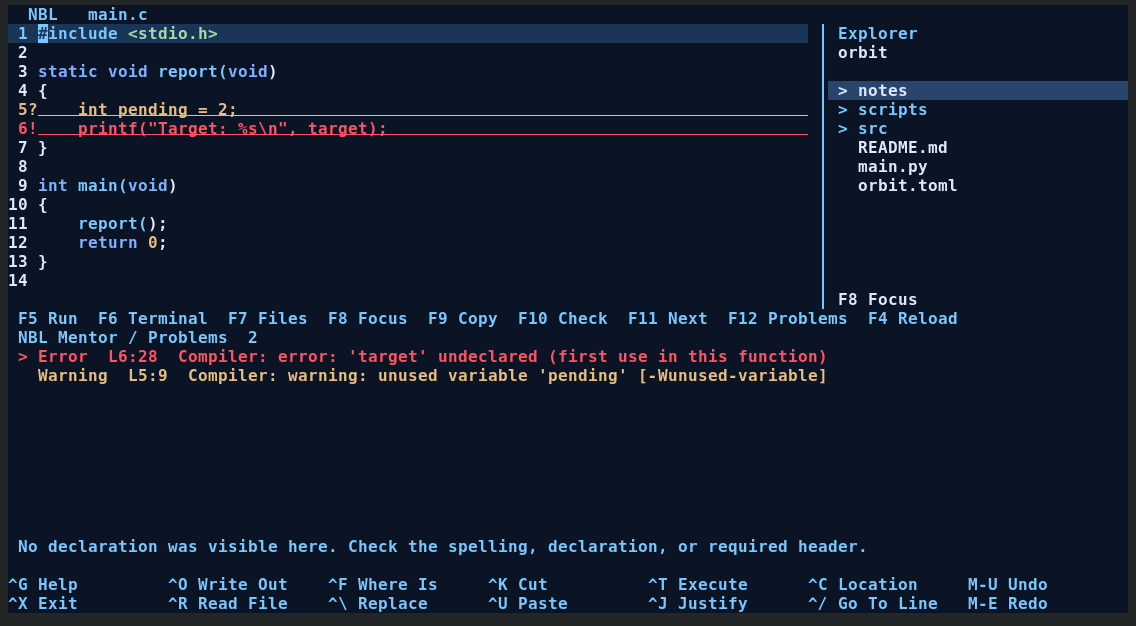 NBL   main.c
 1 #include <stdio.h>
 2
 3 static void report(void)
 4 {
 5?    int pending = 2;
 6!    printf("Target: %s\n", target);
 7 }
 8
 9 int main(void)
10 {
11     report();
12     return 0;
13 }
14
Explorer
orbit
> notes
> scripts
> src
README.md
main.py
orbit.toml
F8 Focus
F5 Run  F6 Terminal  F7 Files  F8 Focus  F9 Copy  F10 Check  F11 Next  F12 Problems  F4 Reload
NBL Mentor / Problems  2
> Error  L6:28  Compiler: error: 'target' undeclared (first use in this function)
Warning  L5:9  Compiler: warning: unused variable 'pending' [-Wunused-variable]
No declaration was visible here. Check the spelling, declaration, or required header.
^G Help         ^O Write Out    ^F Where Is     ^K Cut          ^T Execute      ^C Location     M-U Undo
^X Exit         ^R Read File    ^\ Replace      ^U Paste        ^J Justify      ^/ Go To Line   M-E Redo